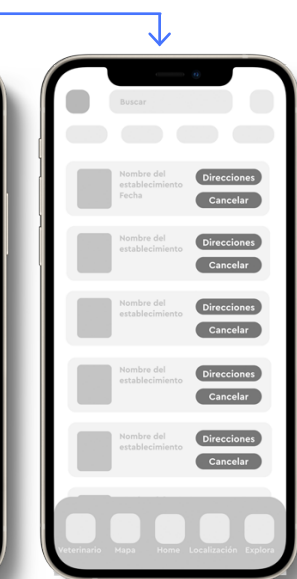 Buscar
Nombre del
establecimiento
Fecha
Direcciones
Cancelar
Nombre del
establecimiento
Direcciones
Cancelar
Nombre del
establecimiento
Direcciones
Cancelar
Nombre del
establecimiento
Direcciones
Cancelar
Nombre del
establecimiento
Direcciones
Cancelar
Veterinario Mapa Home Localización Explora